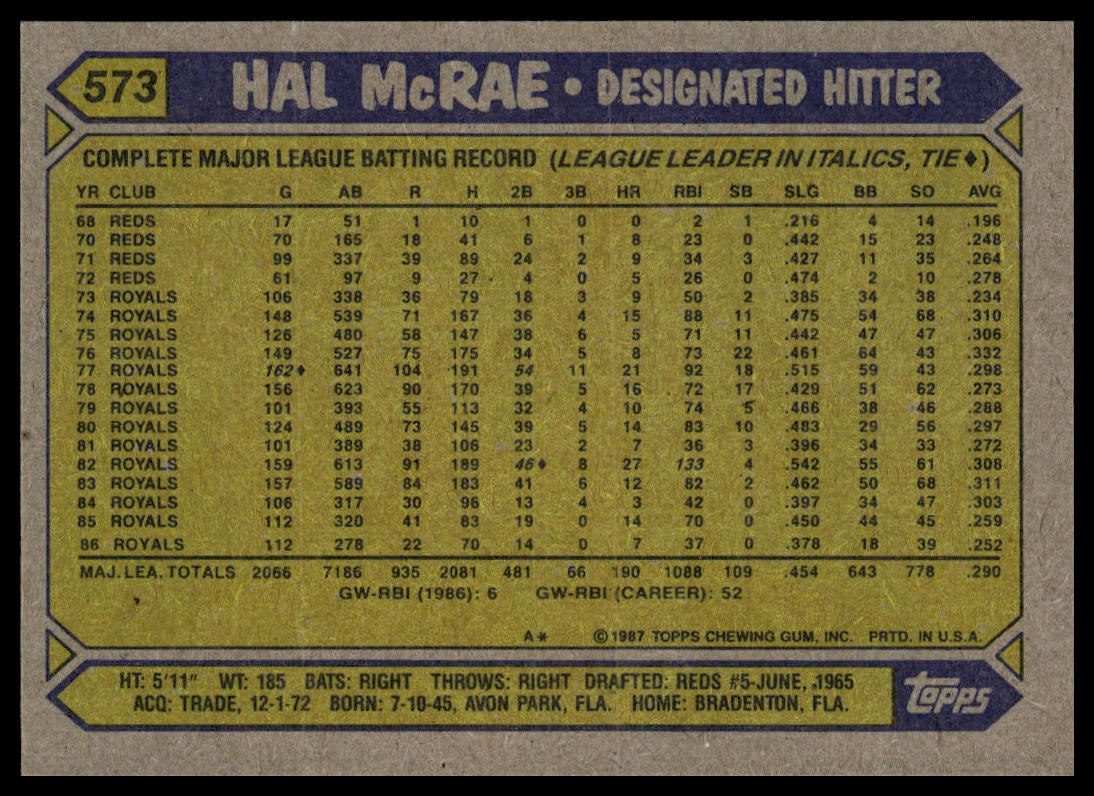 573 HAL McRAE • DESIGNATED HITTER
COMPLETE MAJOR LEAGUE BATTING RECORD (LEAGUE LEADER IN ITALICS, TIE♦)
YR CLUB G AB R H 2B 3B HR RBI SB SLG BB SO AVG
68 REDS 17 51 1 10 1 0 0 2 1 .216 4 14 .196
70 REDS 70 165 18 41 6 1 8 23 0 .442 15 23 .248
71 REDS 99 337 39 89 24 2 9 34 3 .427 11 35 .264
72 REDS 61 97 9 27 4 0 5 26 0 .474 2 10 .278
73 ROYALS 106 338 36 79 18 3 9 50 2 .385 34 38 .234
74 ROYALS 148 539 71 167 36 4 15 88 11 .475 54 68 .310
75 ROYALS 126 480 58 147 38 6 5 71 11 .442 47 47 .306
76 ROYALS 149 527 75 175 34 5 8 73 22 .461 64 43 .332
77 ROYALS 162♦ 641 104 191 54 11 21 92 18 .515 59 43 .298
78 ROYALS 156 623 90 170 39 5 16 72 17 .429 51 62 .273
79 ROYALS 101 393 55 113 32 4 10 74 5 .466 38 46 .288
80 ROYALS 124 489 73 145 39 5 14 83 10 .483 29 56 .297
81 ROYALS 101 389 38 106 23 2 7 36 3 .396 34 33 .272
82 ROYALS 159 613 91 189 46♦ 8 27 133 4 .542 55 61 .308
83 ROYALS 157 589 84 183 41 6 12 82 2 .462 50 68 .311
84 ROYALS 106 317 30 96 13 4 3 42 0 .397 34 47 .303
85 ROYALS 112 320 41 83 19 0 14 70 0 .450 44 45 .259
86 ROYALS 112 278 22 70 14 0 7 37 0 .378 18 39 .252
MAJ. LEA. TOTALS 2066 7186 935 2081 481 66 190 1088 109 .454 643 778 .290
GW-RBI (1986): 6 GW-RBI (CAREER): 52
A* ©1987 TOPPS CHEWING GUM, INC. PRTD. IN U.S.A.
HT: 5'11" WT: 185 BATS: RIGHT THROWS: RIGHT DRAFTED: REDS #5-JUNE, 1965
ACQ: TRADE, 12-1-72 BORN: 7-10-45, AVON PARK, FLA. HOME: BRADENTON, FLA.
topps